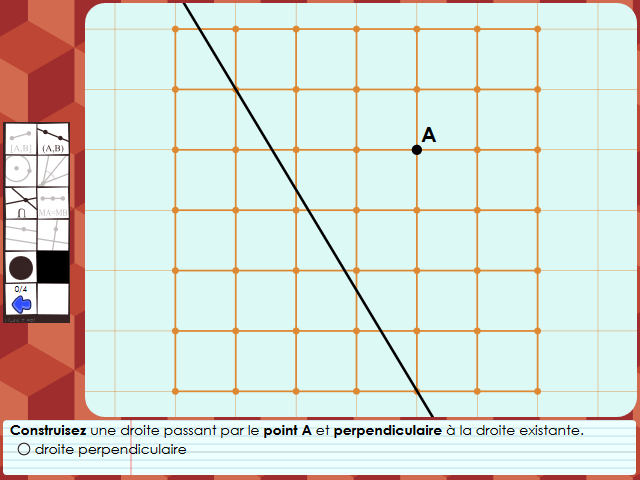 A
[A,B] (A,B)
∩ MA=MB
0/4
Construisez une droite passant par le point A et perpendiculaire à la droite existante.
droite perpendiculaire